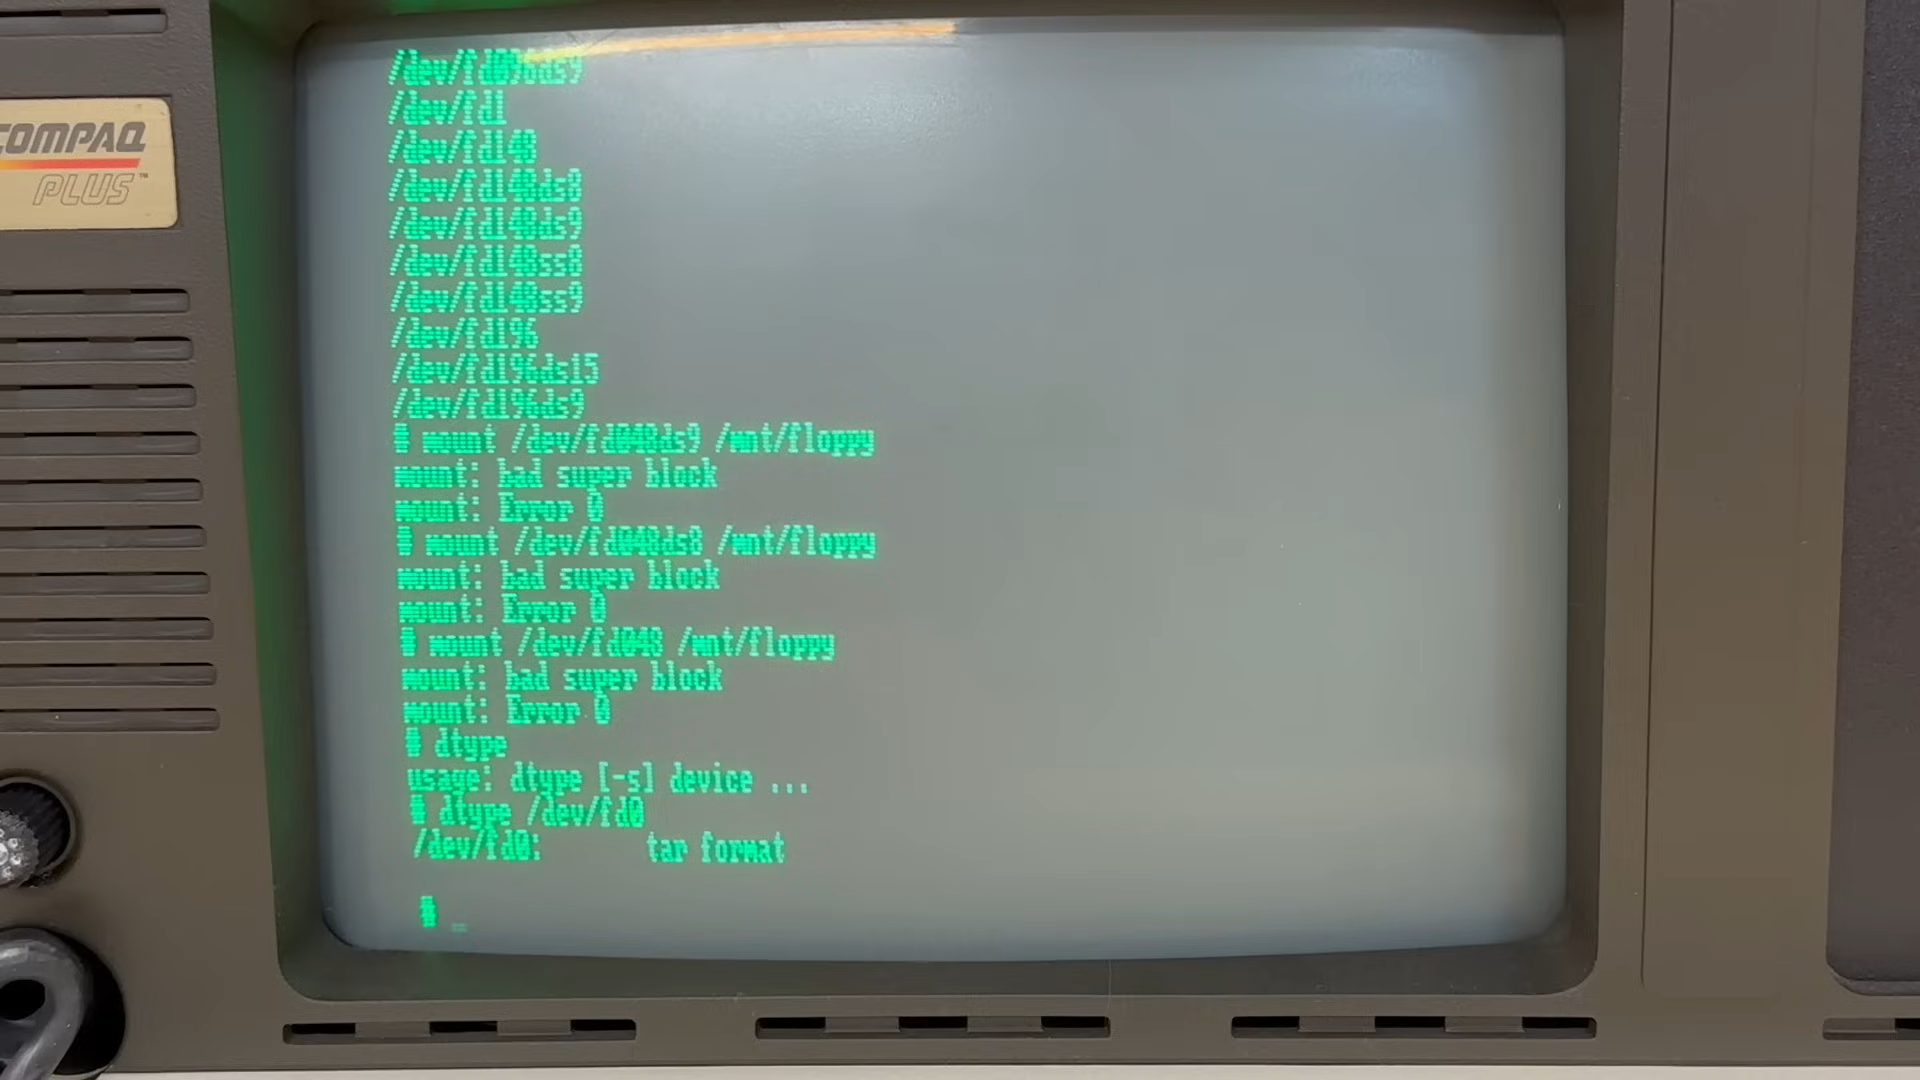 COMPAQ
PLUS™
/dev/fd096ds9
/dev/fd1
/dev/fd148
/dev/fd148ds8
/dev/fd148ds9
/dev/fd148ss8
/dev/fd148ss9
/dev/fd196
/dev/fd196ds15
/dev/fd196ds9
# mount /dev/fd048ds9 /mnt/floppy
mount: bad super block
mount: Error 0
# mount /dev/fd048ds8 /mnt/floppy
mount: bad super block
mount: Error 0
# mount /dev/fd048 /mnt/floppy
mount: bad super block
mount: Error 0
# dtype
usage: dtype [-s] device ...
# dtype /dev/fd0
/dev/fd0: tar format
# _